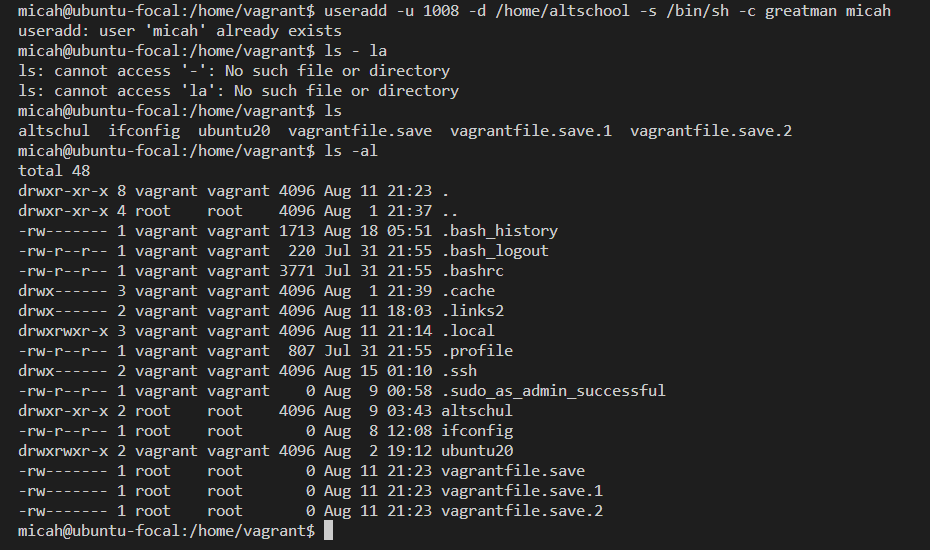 micah@ubuntu-focal:/home/vagrant$ useradd -u 1008 -d /home/altschool -s /bin/sh -c greatman micah
useradd: user 'micah' already exists
micah@ubuntu-focal:/home/vagrant$ ls - la
ls: cannot access '-': No such file or directory
ls: cannot access 'la': No such file or directory
micah@ubuntu-focal:/home/vagrant$ ls
altschul  ifconfig  ubuntu20  vagrantfile.save  vagrantfile.save.1  vagrantfile.save.2
micah@ubuntu-focal:/home/vagrant$ ls -al
total 48
drwxr-xr-x 8 vagrant vagrant 4096 Aug 11 21:23 .
drwxr-xr-x 4 root    root    4096 Aug  1 21:37 ..
-rw------- 1 vagrant vagrant 1713 Aug 18 05:51 .bash_history
-rw-r--r-- 1 vagrant vagrant  220 Jul 31 21:55 .bash_logout
-rw-r--r-- 1 vagrant vagrant 3771 Jul 31 21:55 .bashrc
drwx------ 3 vagrant vagrant 4096 Aug  1 21:39 .cache
drwx------ 2 vagrant vagrant 4096 Aug 11 18:03 .links2
drwxrwxr-x 3 vagrant vagrant 4096 Aug 11 21:14 .local
-rw-r--r-- 1 vagrant vagrant  807 Jul 31 21:55 .profile
drwx------ 2 vagrant vagrant 4096 Aug 15 01:10 .ssh
-rw-r--r-- 1 vagrant vagrant    0 Aug  9 00:58 .sudo_as_admin_successful
drwxr-xr-x 2 root    root    4096 Aug  9 03:43 altschul
-rw-r--r-- 1 root    root       0 Aug  8 12:08 ifconfig
drwxrwxr-x 2 vagrant vagrant 4096 Aug  2 19:12 ubuntu20
-rw------- 1 root    root       0 Aug 11 21:23 vagrantfile.save
-rw------- 1 root    root       0 Aug 11 21:23 vagrantfile.save.1
-rw------- 1 root    root       0 Aug 11 21:23 vagrantfile.save.2
micah@ubuntu-focal:/home/vagrant$